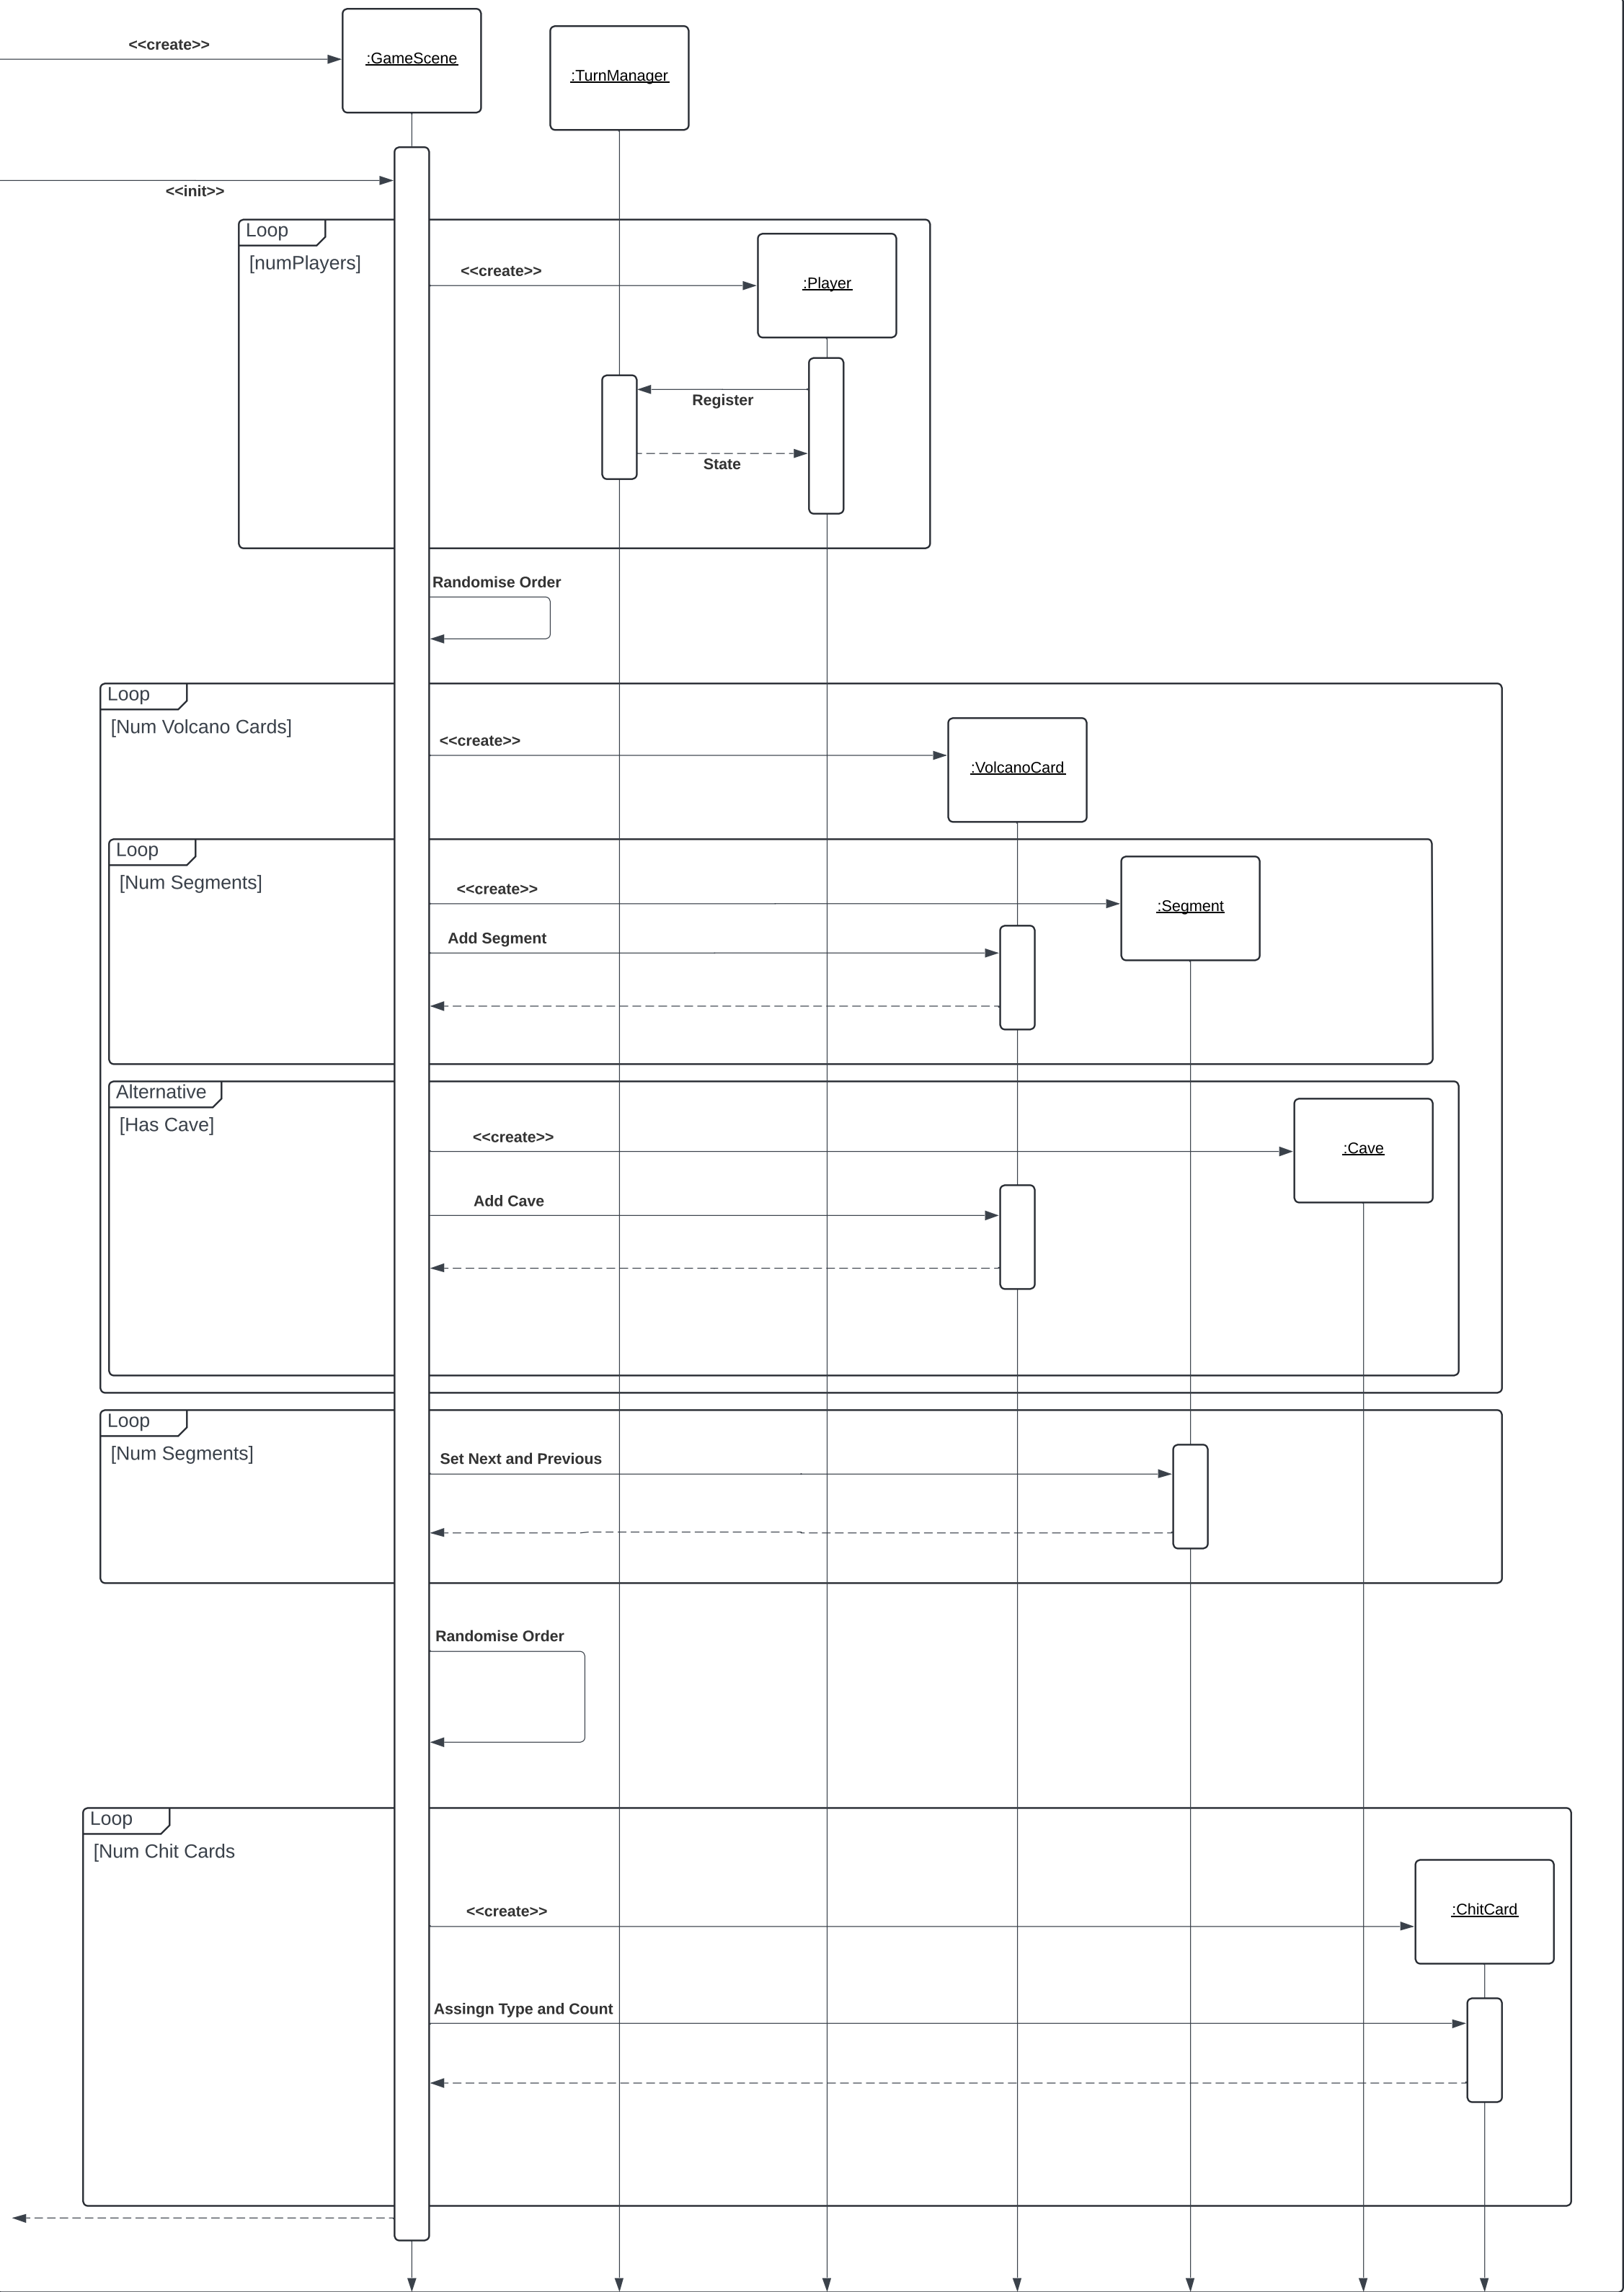 <<create>>
:GameScene
:TurnManager
<<init>>
Loop
[numPlayers]
<<create>>
:Player
Register
State
Randomise Order
Loop
[Num Volcano Cards]
<<create>>
:VolcanoCard
Loop
[Num Segments]
<<create>>
:Segment
Add Segment
Alternative
[Has Cave]
<<create>>
:Cave
Add Cave
Loop
[Num Segments]
Set Next and Previous
Randomise Order
Loop
[Num Chit Cards
<<create>>
:ChitCard
Assingn Type and Count